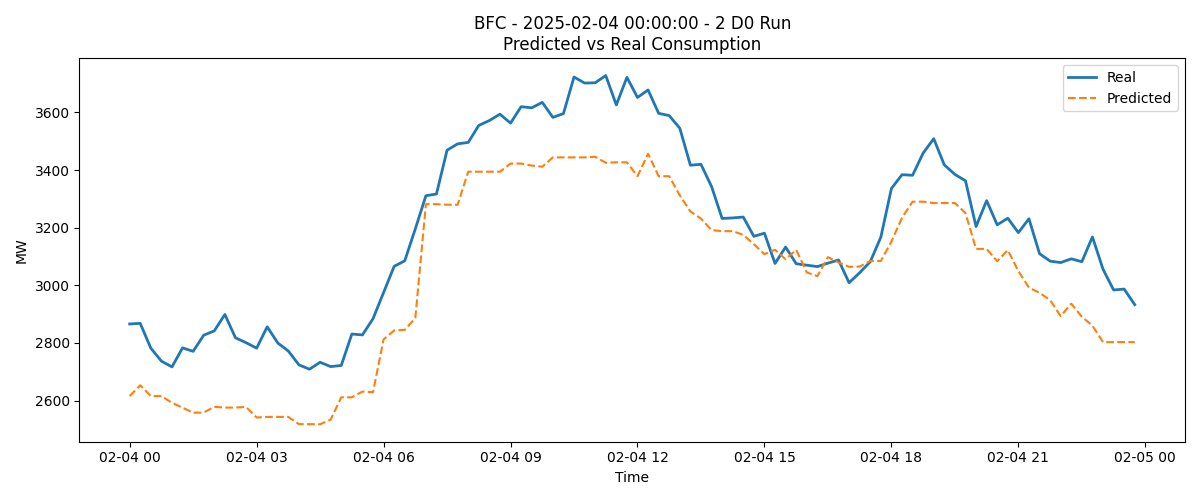 BFC - 2025-02-04 00:00:00 - 2 D0 Run
Predicted vs Real Consumption
Real
Predicted
MW
3600
3400
3200
3000
2800
2600
02-04 00
02-04 03
02-04 06
02-04 09
02-04 12
02-04 15
02-04 18
02-04 21
02-05 00
Time